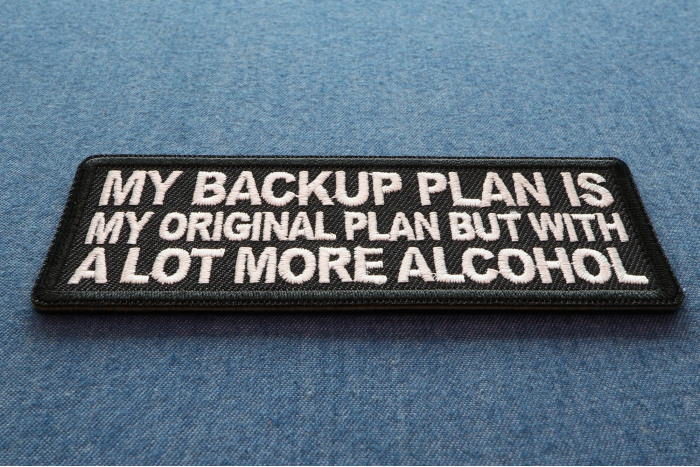 MY BACKUP PLAN IS
MY ORIGINAL PLAN BUT WITH
A LOT MORE ALCOHOL